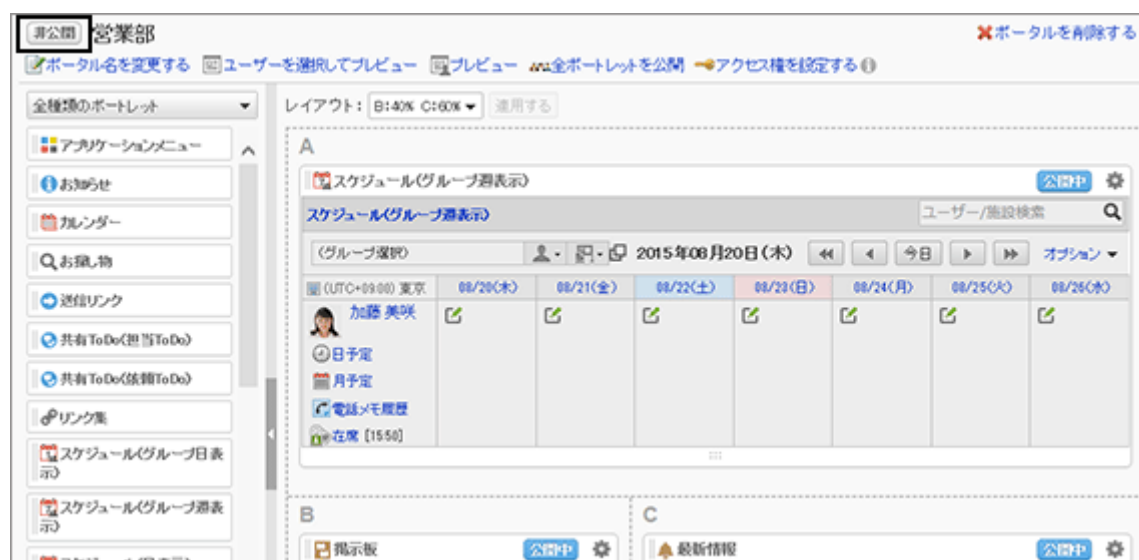 非公開 営業部 ポータルを削除する
ポータル名を変更する ユーザーを選択してプレビュー プレビュー 全ポートレットを公開 アクセス権を設定する
全種類のポートレット
レイアウト: B:40% C:60% 適用する
アプリケーションメニュー
お知らせ
カレンダー
お探し物
送信リンク
共有ToDo(担当ToDo)
共有ToDo(依頼ToDo)
リンク集
スケジュール(グループ日表
示)
スケジュール(グループ週表
示)
A
スケジュール(グループ週表示) 公開中
スケジュール(グループ週表示) ユーザー/施設検索
(グループ選択) 2015年08月20日(木) 今日 オプション
(UTC+09:00) 東京 08/20(木) 08/21(金) 08/22(土) 08/23(日) 08/24(月) 08/25(火) 08/26(水)
加藤 美咲
日予定
月予定
電話メモ履歴
在席 [15:50]
B
掲示板 公開中
C
最新情報 公開中